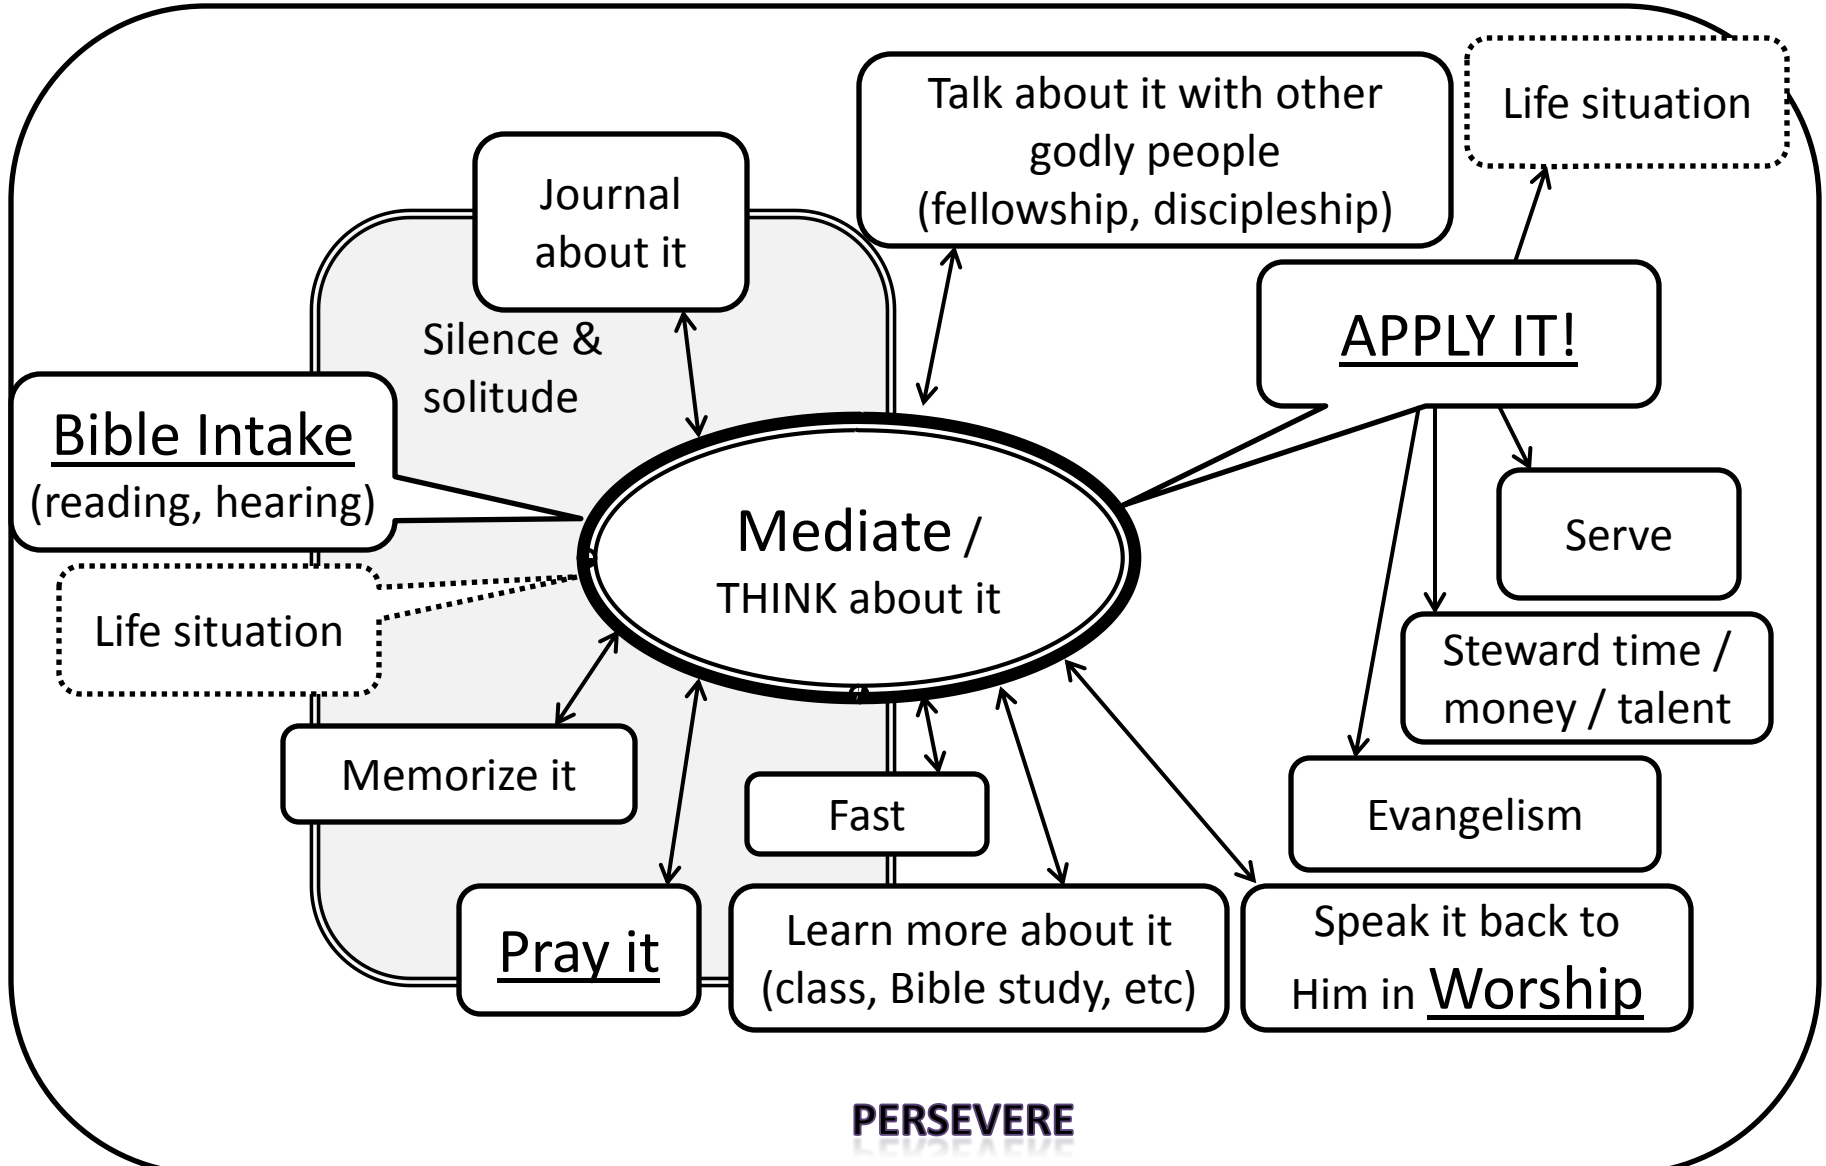 Talk about it with other
godly people
(fellowship, discipleship)
Life situation
Journal
about it
Silence &
solitude
APPLY IT!
Bible Intake
(reading, hearing)
Mediate /
THINK about it
Life situation
Serve
Steward time /
money / talent
Memorize it
Fast
Evangelism
Pray it
Learn more about it
(class, Bible study, etc)
Speak it back to
Him in Worship
PERSEVERE